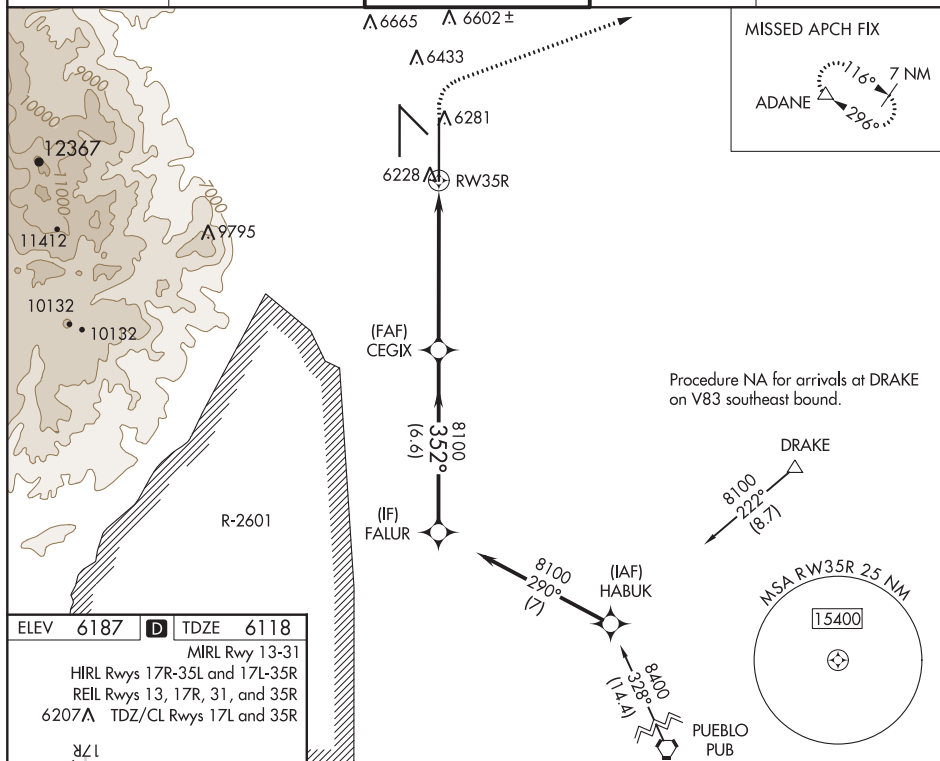 6665
6602 ±
6433
MISSED APCH FIX
116°
7 NM
ADANE
296°
9000
10000
12367
11000
7000
11412
9795
10132
10132
6281
6228
RW35R
(FAF)
CEGIX
8100
352°
(6.6)
(IF)
FALUR
Procedure NA for arrivals at DRAKE
on V83 southeast bound.
DRAKE
8100
222°
(8.7)
R-2601
8100
290°
(7)
(IAF)
HABUK
8400
328°
(14.4)
PUEBLO
PUB
MSA RW35R 25 NM
15400
ELEV 6187 D TDZE 6118
MIRL Rwy 13-31
HIRL Rwys 17R-35L and 17L-35R
REIL Rwys 13, 17R, 31, and 35R
6207 TDZ/CL Rwys 17L and 35R
17R